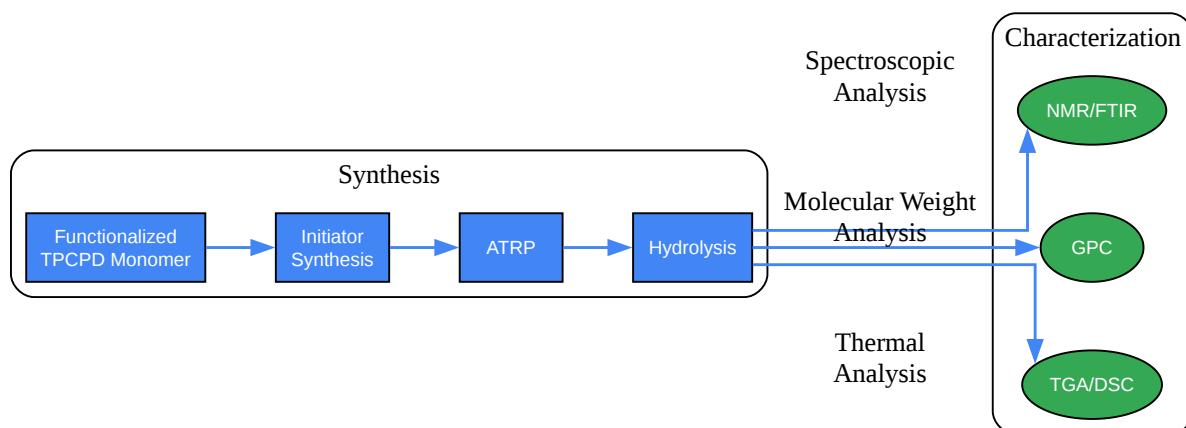 Characterization
Spectroscopic
Analysis
NMR/FTIR
Synthesis
Functionalized
TPCPD Monomer
Initiator
Synthesis
ATRP
Hydrolysis
Molecular Weight
Analysis
GPC
Thermal
Analysis
TGA/DSC